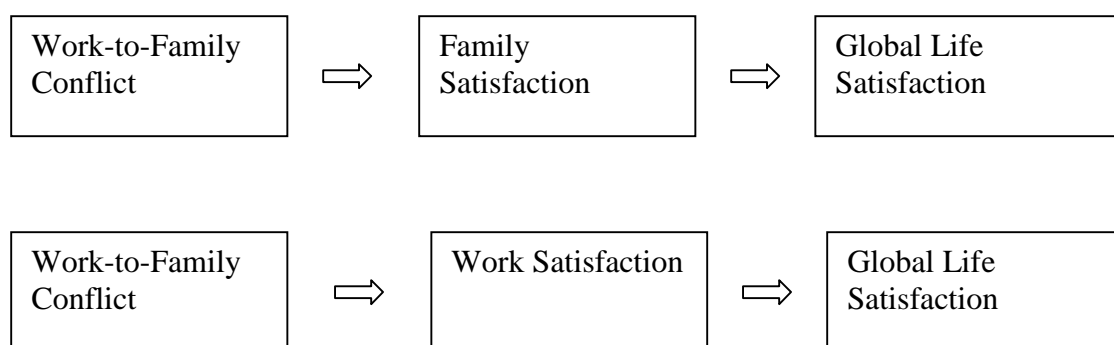 Work-to-Family
Conflict
Family
Satisfaction
Global Life
Satisfaction
Work-to-Family
Conflict
Work Satisfaction
Global Life
Satisfaction